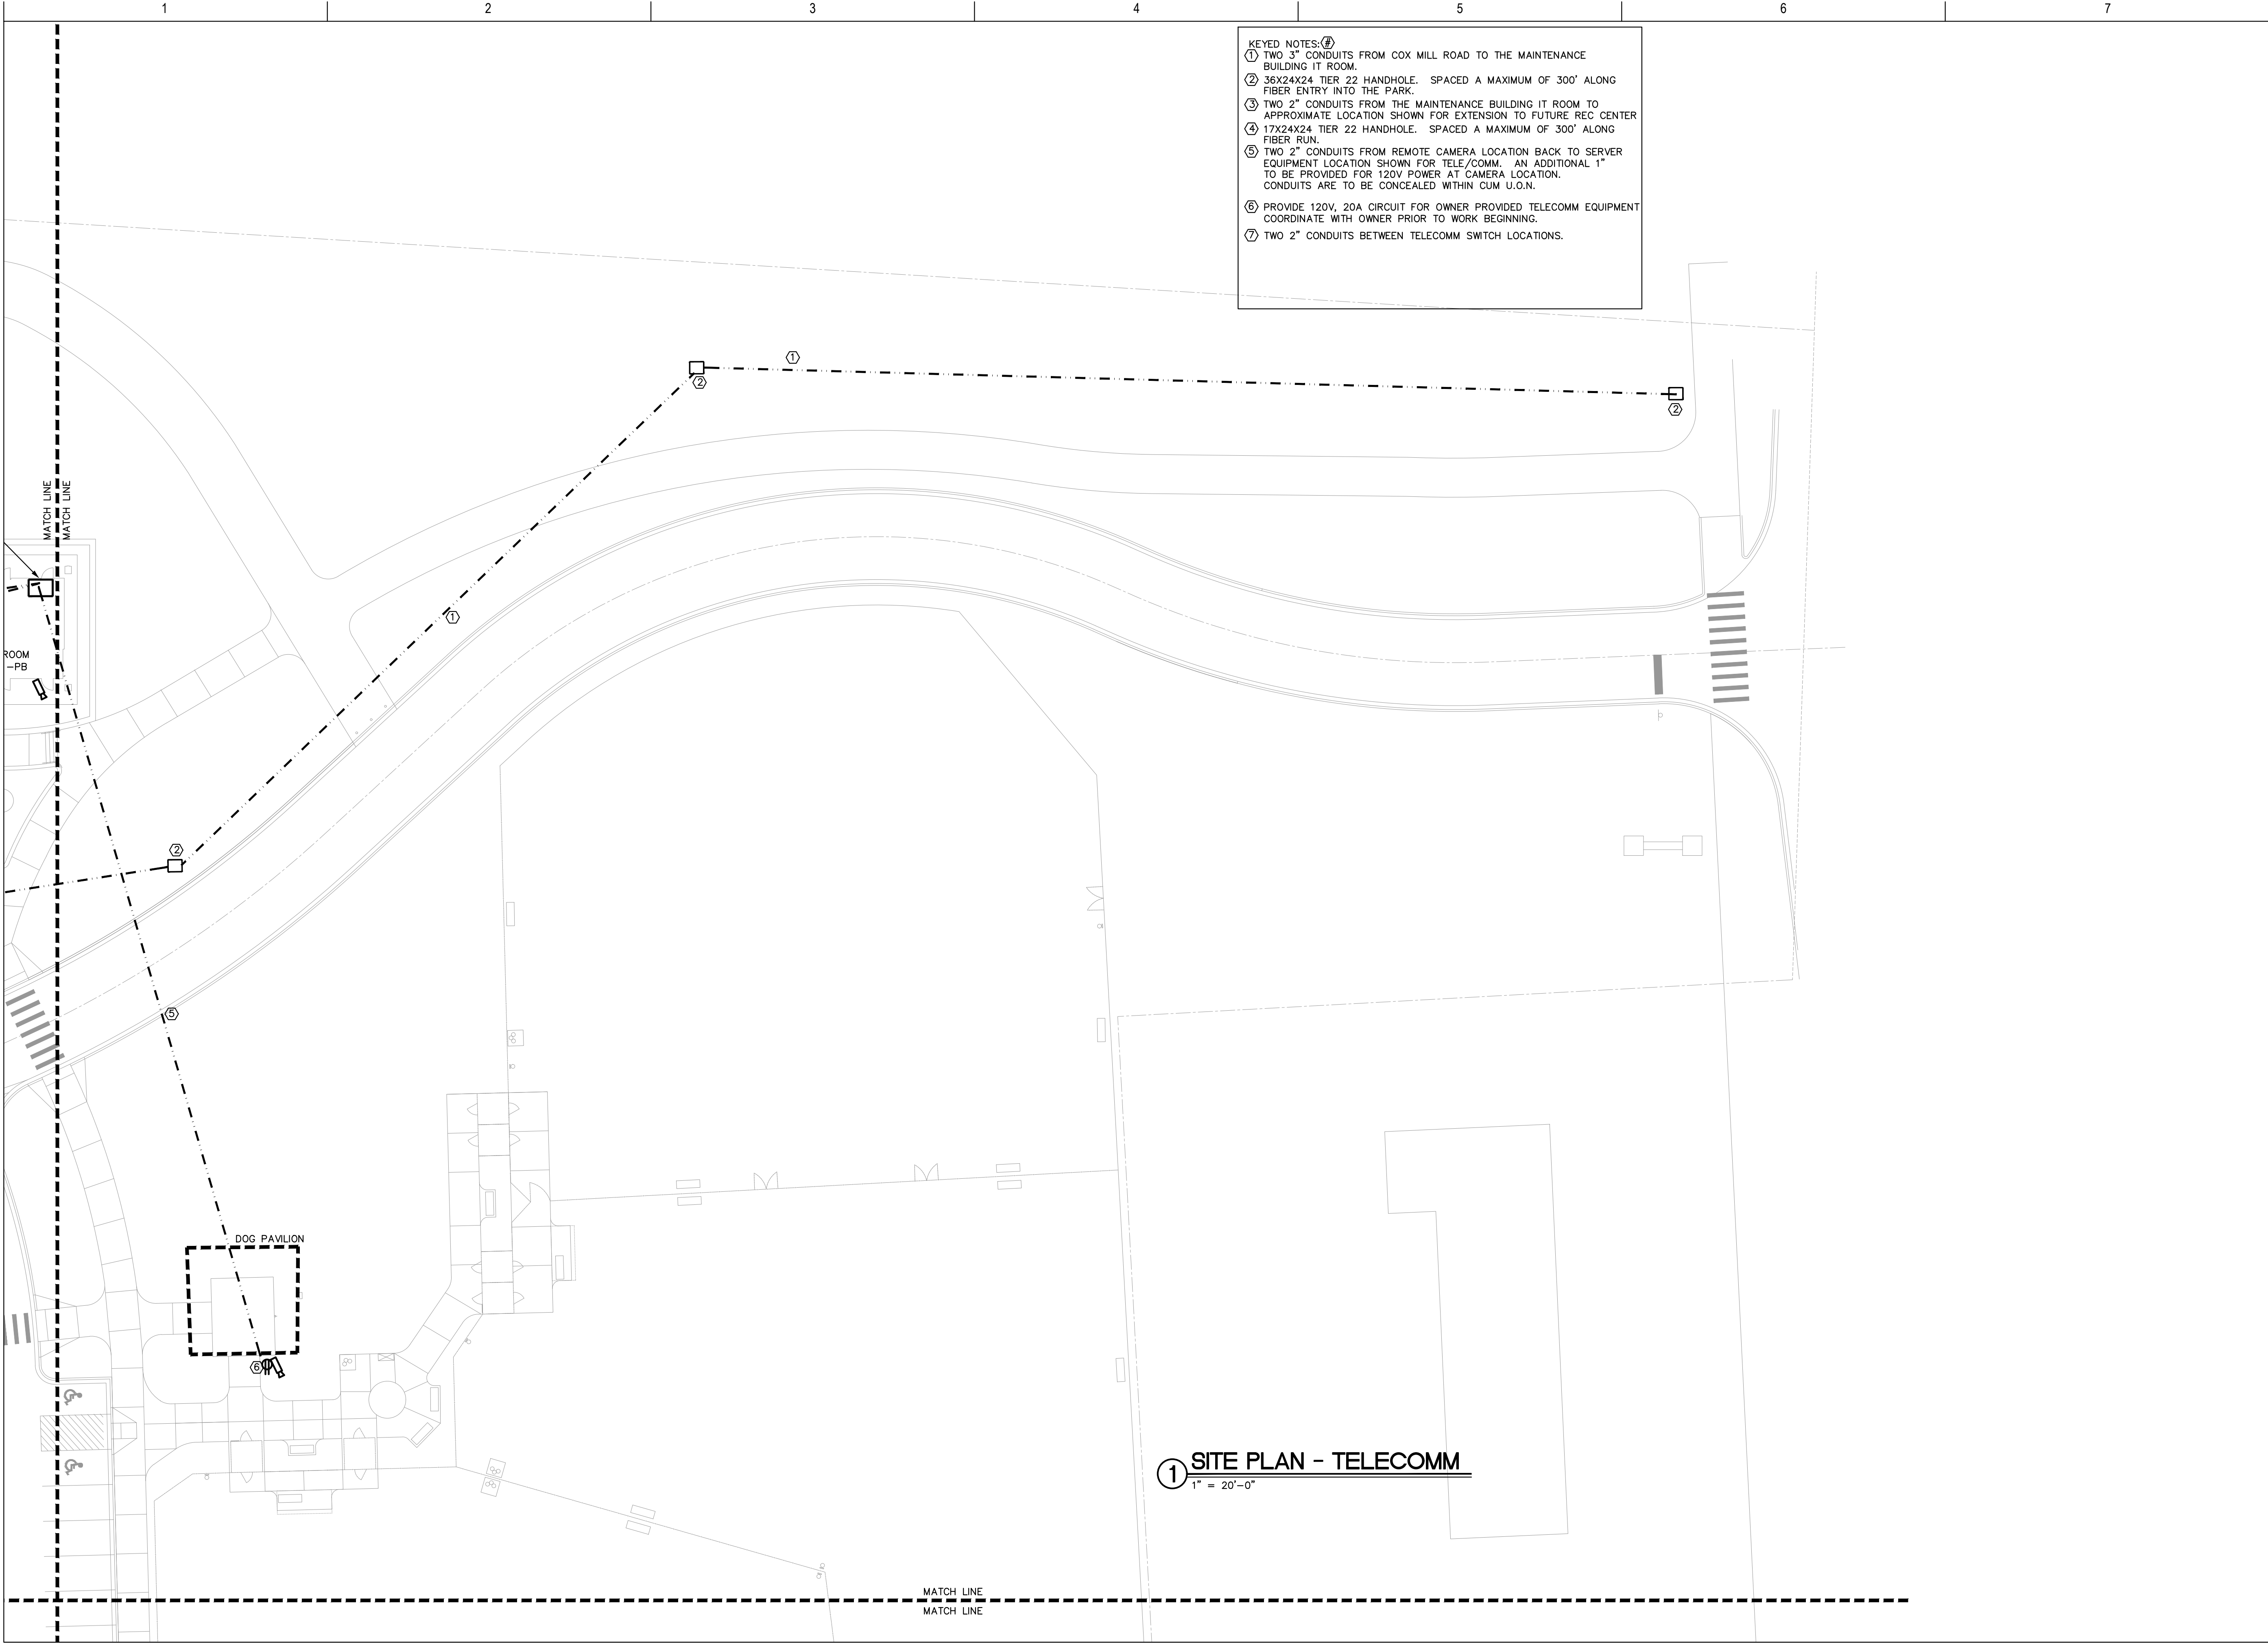 1 2 3 4 5 6 7
KEYED NOTES: #
1 TWO 3" CONDUITS FROM COX MILL ROAD TO THE MAINTENANCE
BUILDING IT ROOM.
2 36X24X24 TIER 22 HANDHOLE. SPACED A MAXIMUM OF 300' ALONG
FIBER ENTRY INTO THE PARK.
3 TWO 2" CONDUITS FROM THE MAINTENANCE BUILDING IT ROOM TO
APPROXIMATE LOCATION SHOWN FOR EXTENSION TO FUTURE REC CENTER
4 17X24X24 TIER 22 HANDHOLE. SPACED A MAXIMUM OF 300' ALONG
FIBER RUN.
5 TWO 2" CONDUITS FROM REMOTE CAMERA LOCATION BACK TO SERVER
EQUIPMENT LOCATION SHOWN FOR TELE/COMM. AN ADDITIONAL 1"
TO BE PROVIDED FOR 120V POWER AT CAMERA LOCATION.
CONDUITS ARE TO BE CONCEALED WITHIN CUM U.O.N.
6 PROVIDE 120V, 20A CIRCUIT FOR OWNER PROVIDED TELECOMM EQUIPMENT
COORDINATE WITH OWNER PRIOR TO WORK BEGINNING.
7 TWO 2" CONDUITS BETWEEN TELECOMM SWITCH LOCATIONS.
1
2
2
MATCH LINE
MATCH LINE
1
ROOM
-PB
2
5
DOG PAVILION
6
1 SITE PLAN - TELECOMM
1" = 20'-0"
MATCH LINE
MATCH LINE